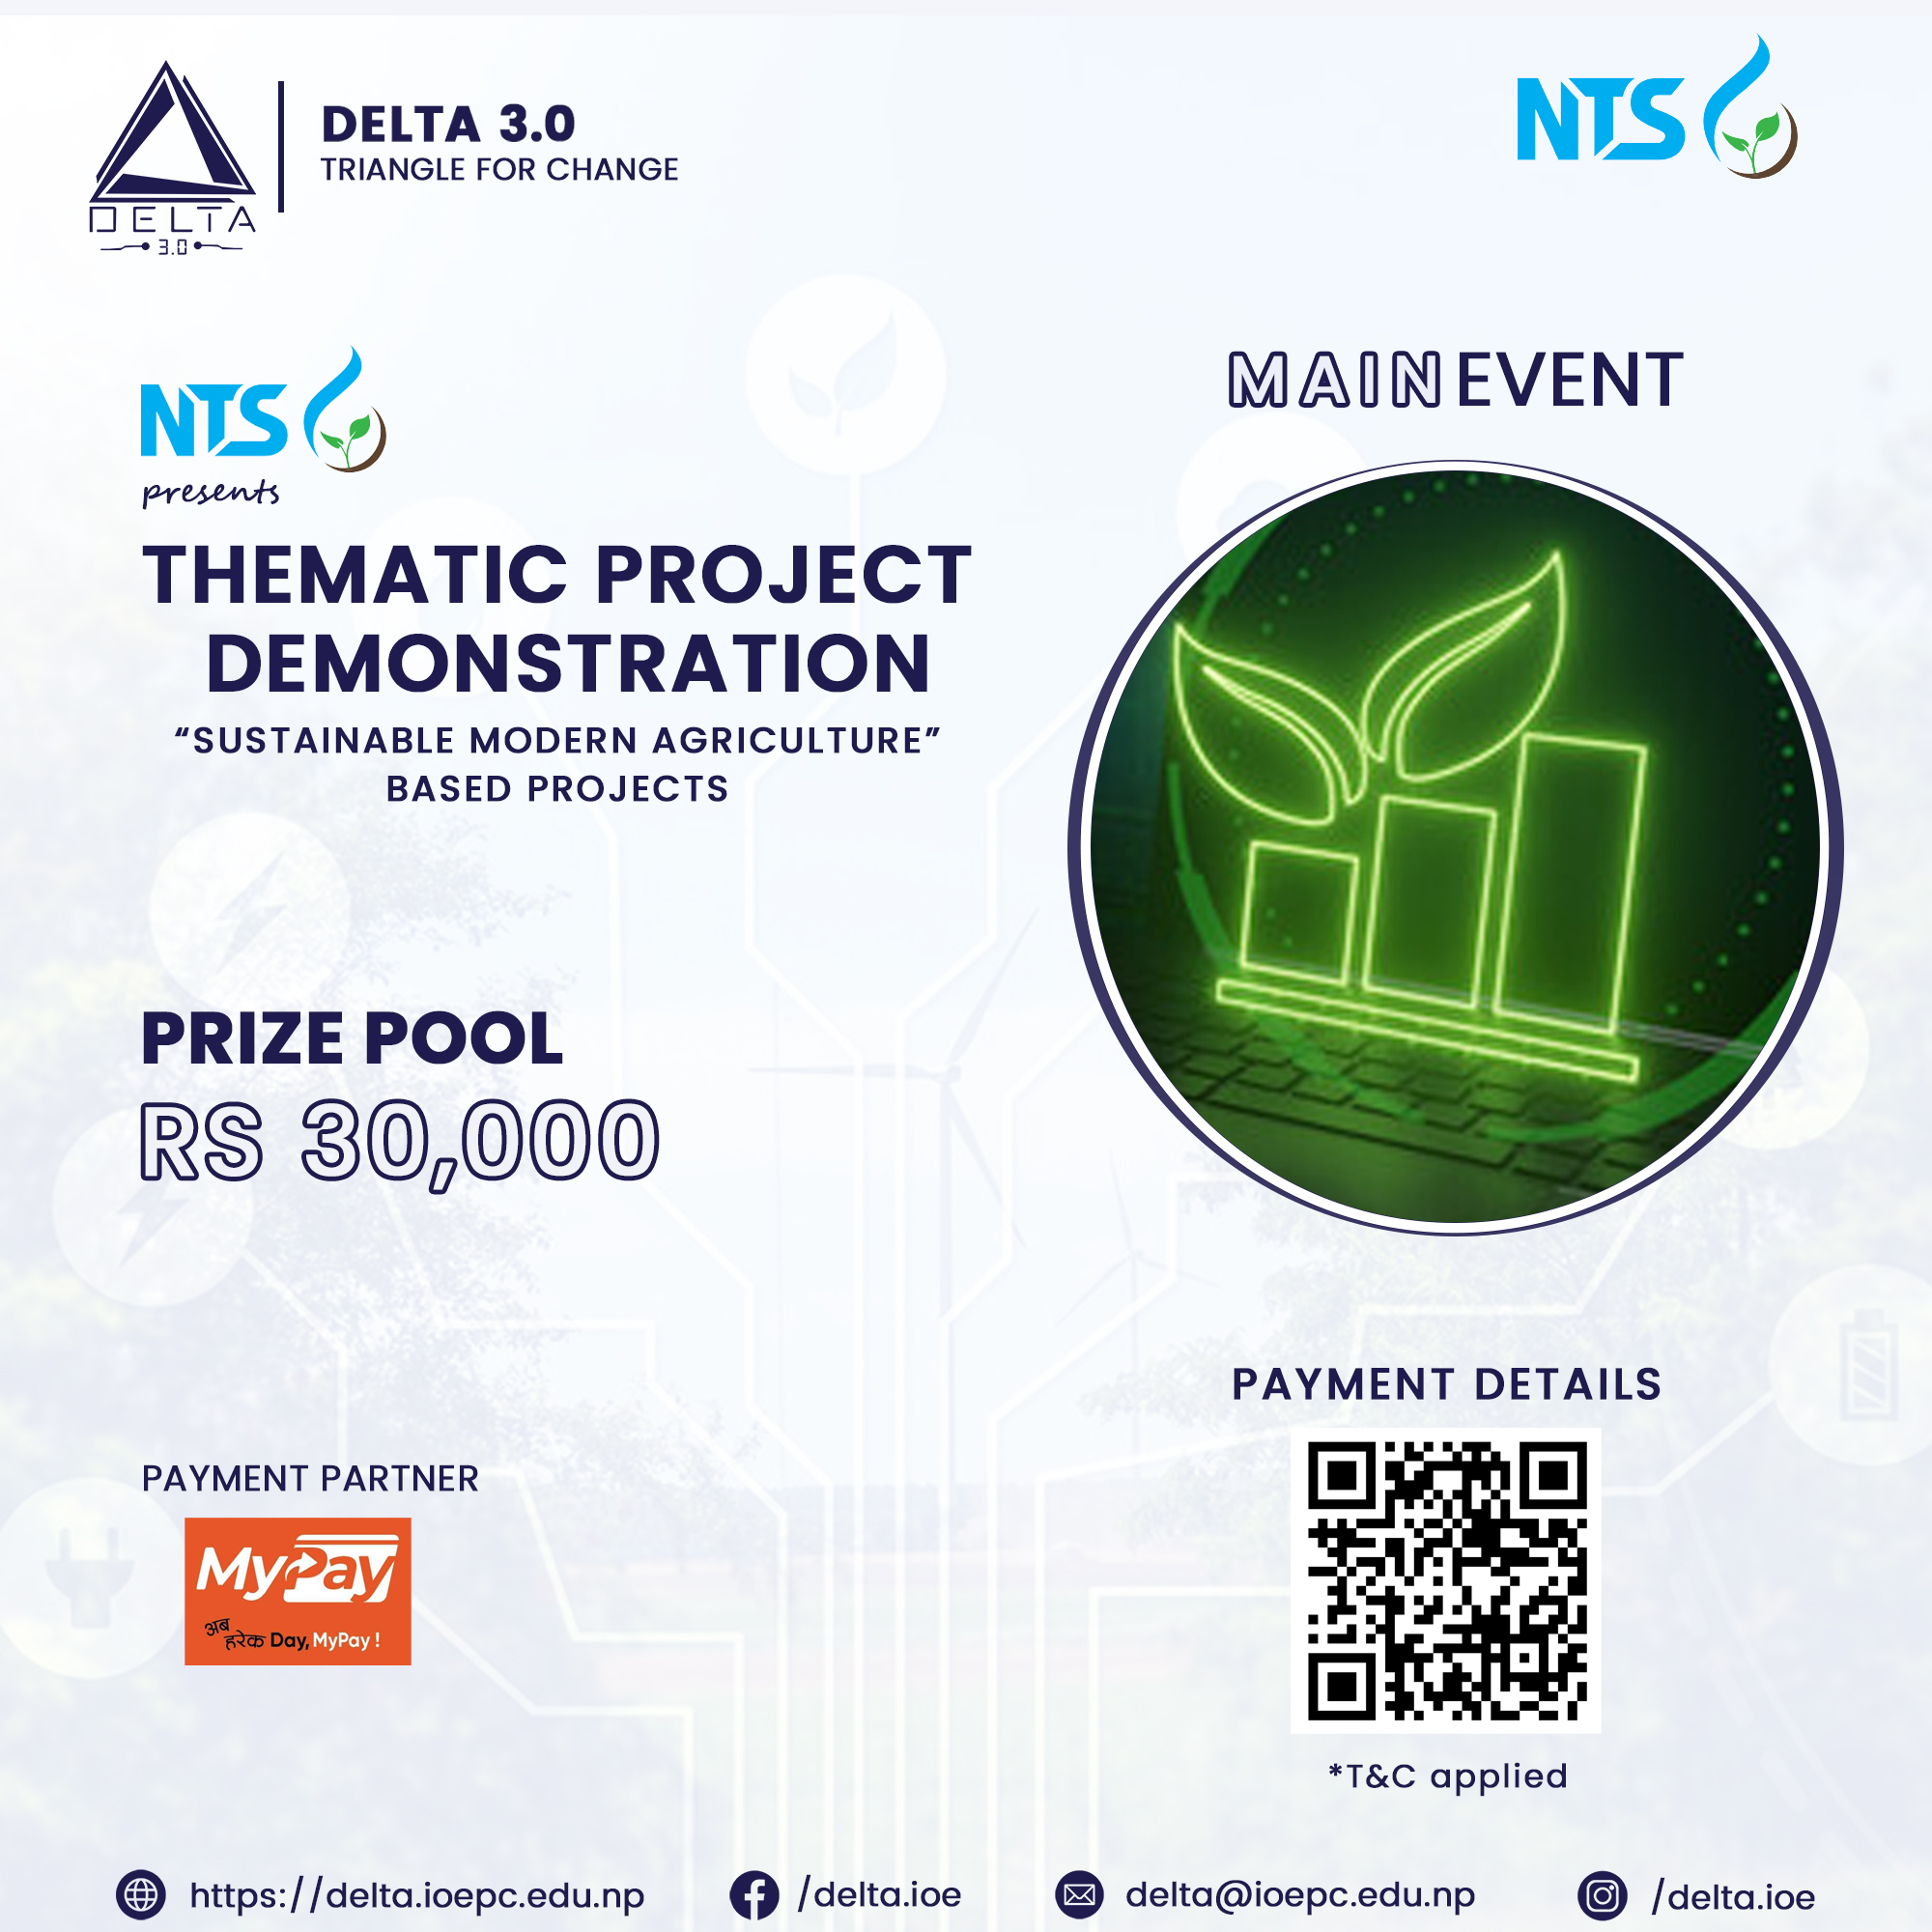 DELTA
3.0
DELTA 3.0
TRIANGLE FOR CHANGE
NTS
NTS
presents
THEMATIC PROJECT
DEMONSTRATION
“SUSTAINABLE MODERN AGRICULTURE”
BASED PROJECTS
MAIN EVENT
PRIZE POOL
RS 30,000
PAYMENT PARTNER
MyPay
अब
हरेक Day, MyPay !
PAYMENT DETAILS
*T&C applied
https://delta.ioepc.edu.np
/delta.ioe
delta@ioepc.edu.np
/delta.ioe